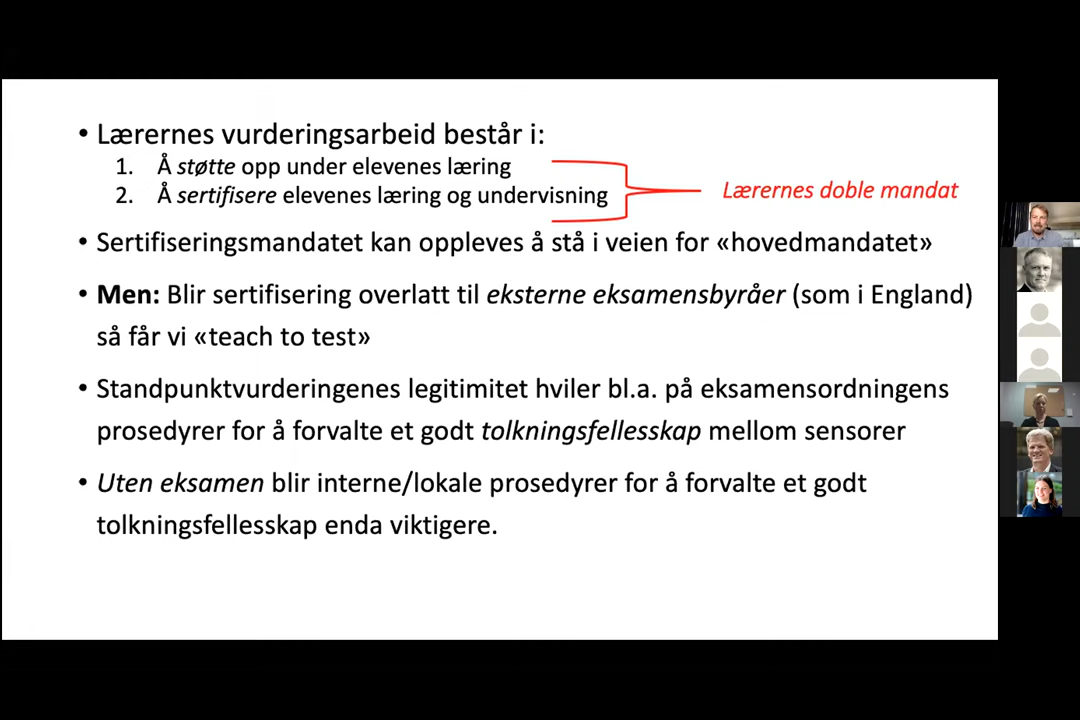 • Lærernes vurderingsarbeid består i:
1. Å støtte opp under elevenes læring
2. Å sertifisere elevenes læring og undervisning
Lærernes doble mandat
• Sertifiseringsmandatet kan oppleves å stå i veien for «hovedmandatet»
• Men: Blir sertifisering overlatt til eksterne eksamensbyråer (som i England)
så får vi «teach to test»
• Standpunktvurderingenes legitimitet hviler bl.a. på eksamensordningens
prosedyrer for å forvalte et godt tolkningsfellesskap mellom sensorer
• Uten eksamen blir interne/lokale prosedyrer for å forvalte et godt
tolkningsfellesskap enda viktigere.